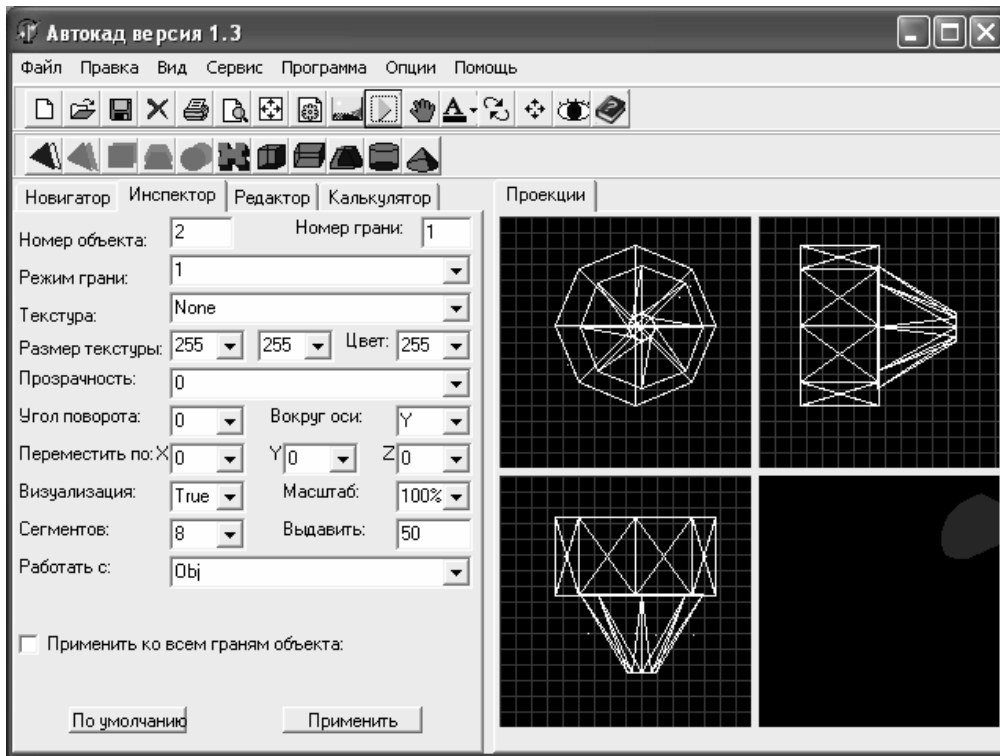 Автокад версия 1.3
Файл Правка Вид Сервис Программа Опции Помощь
A
Новигатор Инспектор Редактор Калькулятор Проекции
Номер объекта: 2 Номер грани: 1
Режим грани: 1
Текстура: None
Размер текстуры: 255 255 Цвет: 255
Прозрачность: 0
Угол поворота: 0 Вокруг оси: Y
Переместить по: X 0 Y 0 Z 0
Визуализация: True Масштаб: 100%
Сегментов: 8 Выдавить: 50
Работать с: Obj
Применить ко всем граням объекта:
По умолчанию Применить